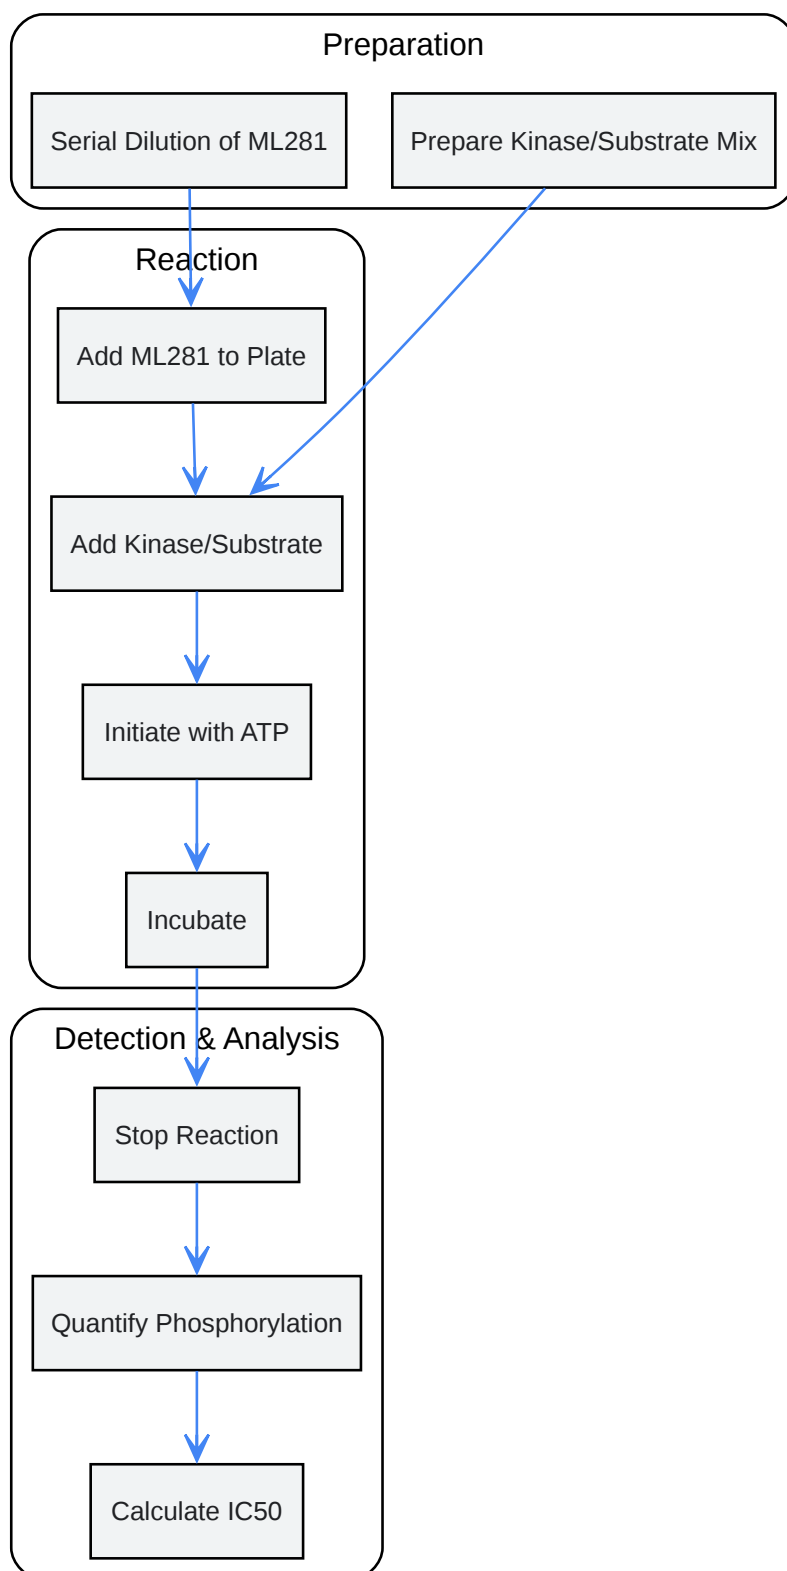 Preparation
Serial Dilution of ML281
Prepare Kinase/Substrate Mix
Reaction
Add ML281 to Plate
Add Kinase/Substrate
Initiate with ATP
Incubate
Detection & Analysis
Stop Reaction
Quantify Phosphorylation
Calculate IC50